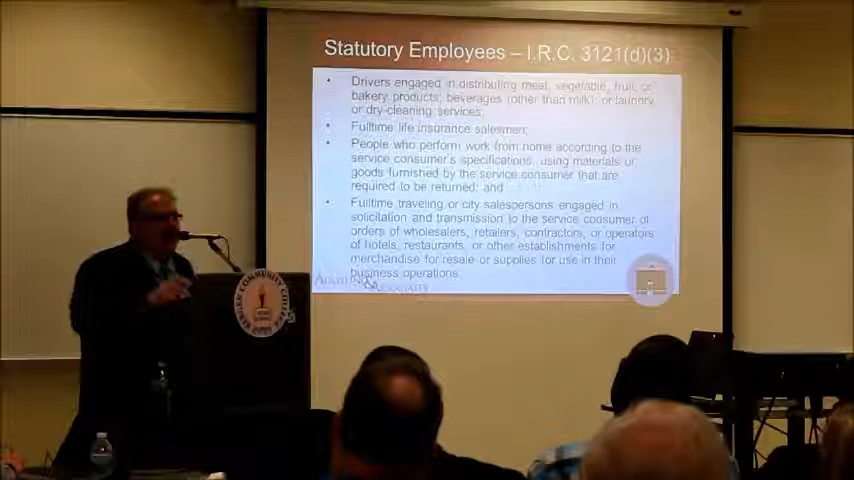 Statutory Employees – I.R.C. 3121(d)(3)
• Drivers engaged in distributing meat, vegetable, fruit or
bakery products; beverages (other than milk); or laundry
or dry-cleaning services;
• Fulltime life insurance salesmen;
• People who perform work from home according to the
service consumer's specifications, using materials or
goods furnished by the service consumer that are
required to be returned; and
• Fulltime traveling or city salespersons engaged in
solicitation and transmission to the service consumer of
orders of wholesalers, retailers, contractors, or operators
of hotels, restaurants, or other establishments for
merchandise for resale or supplies for use in their
business operations.
& ASSOCIATES
BERGEN COMMUNITY COLLEGE